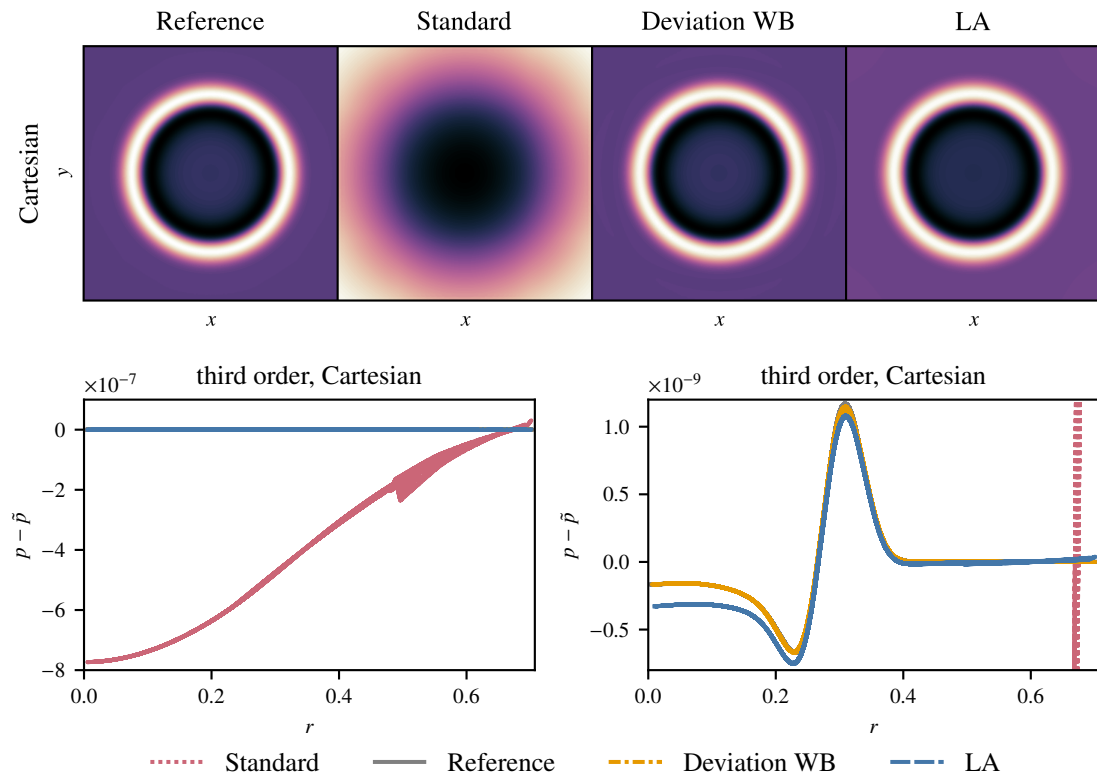 Reference Standard Deviation WB LA
Cartesian
y
x x x x
third order, Cartesian
×10⁻⁷
0
−2
−4
−6
−8
p − p̃
0.0 0.2 0.4 0.6
r
third order, Cartesian
×10⁻⁹
1.0
0.5
0.0
−0.5
p − p̃
0.0 0.2 0.4 0.6
r
Standard Reference Deviation WB LA